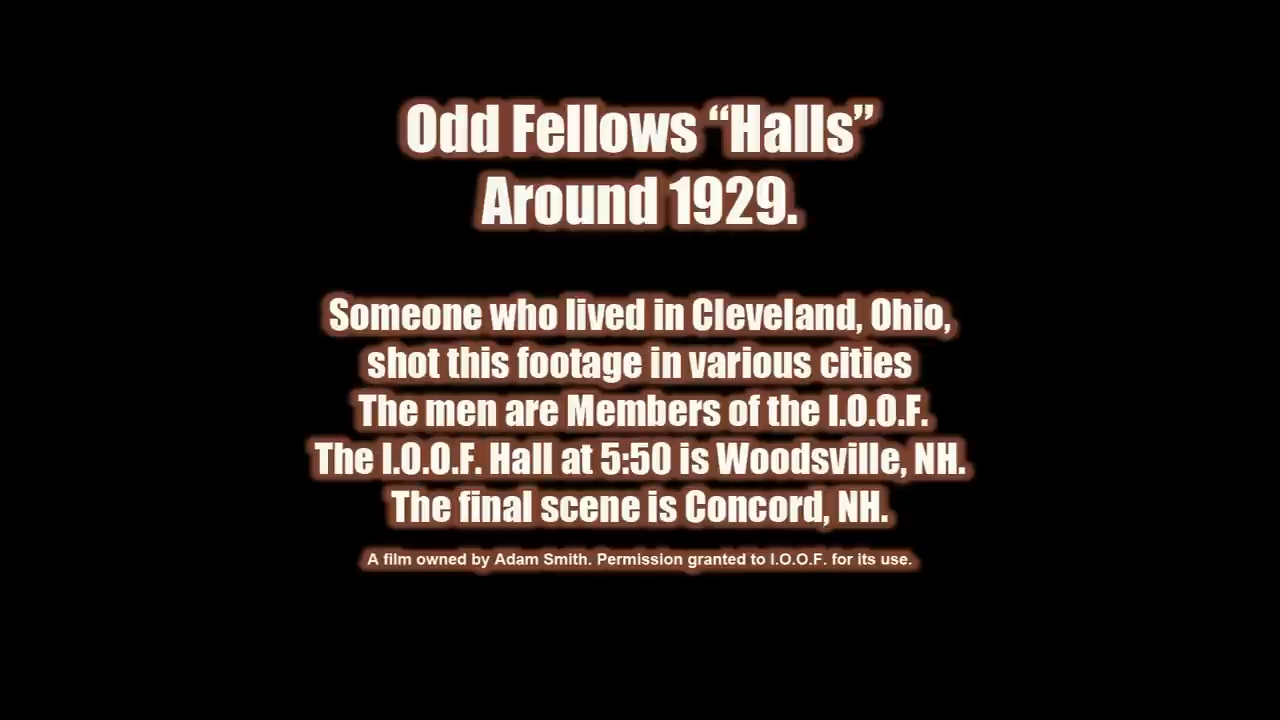 Odd Fellows “Halls”
Around 1929.
Someone who lived in Cleveland, Ohio,
shot this footage in various cities
The men are Members of the I.O.O.F.
The I.O.O.F. Hall at 5:50 is Woodsville, NH.
The final scene is Concord, NH.
A film owned by Adam Smith. Permission granted to I.O.O.F. for its use.